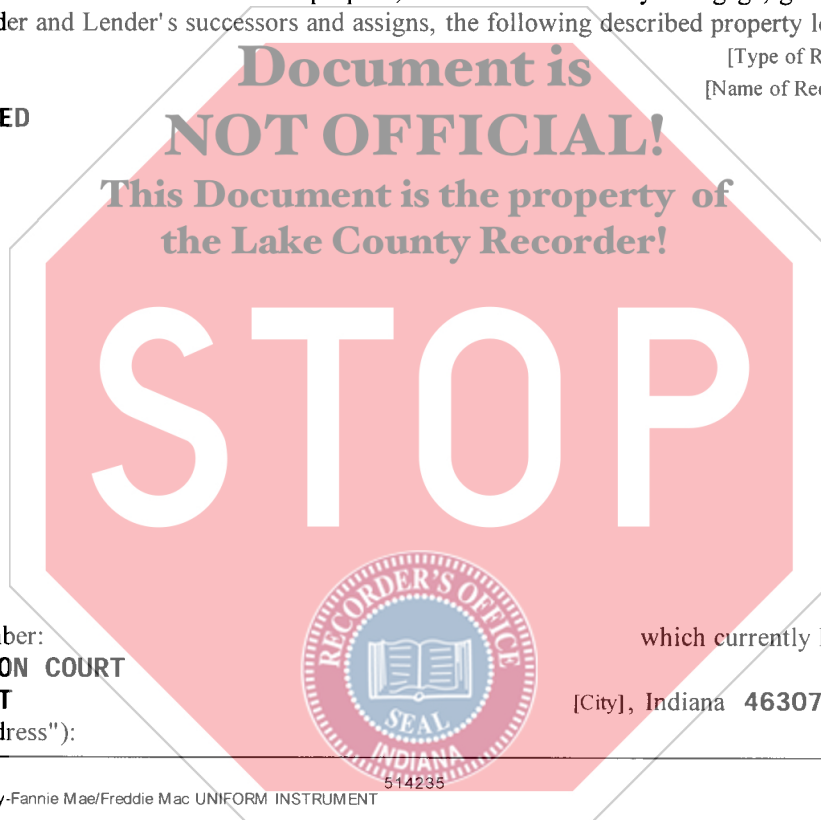 der and Lender's successors and assigns, the following described property
[Type of R
Document is
[Name of Rec
ED
NOT OFFICIAL!
This Document is the property of
the Lake County Recorder!
STOP
RECORDER'S OFFICE
SEAL
INDIANA
ber:
which currently
ON COURT
T
[City], Indiana 46307
dress"):
514235
y-Fannie Mae/Freddie Mac UNIFORM INSTRUMENT